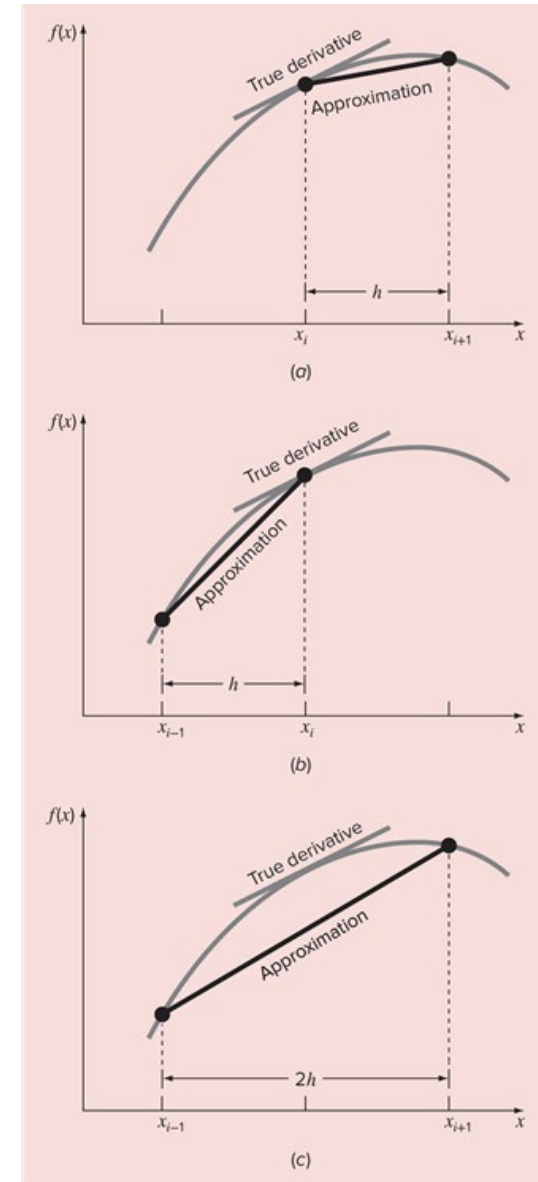 f(x)
True derivative
Approximation
h
x_i x_{i+1} x
(a)
f(x)
True derivative
Approximation
h
x_{i−1} x_i x
(b)
f(x)
True derivative
Approximation
2h
x_{i−1} x_{i+1} x
(c)